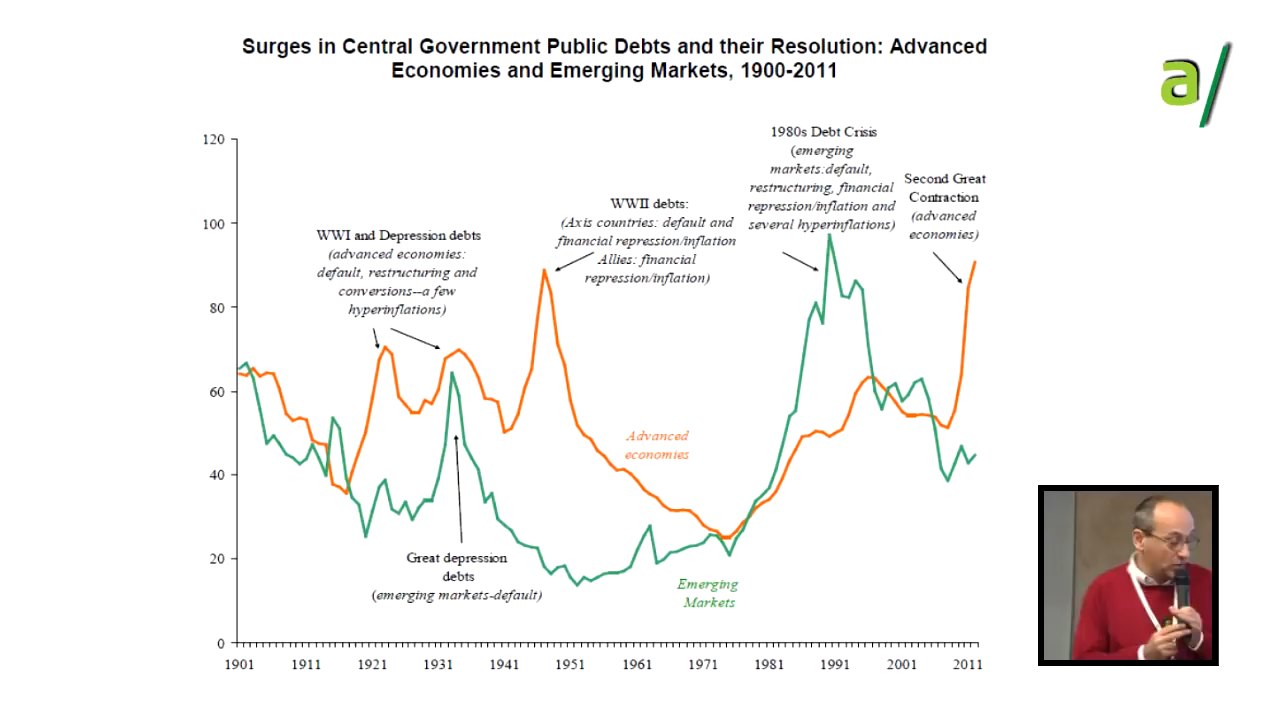 Surges in Central Government Public Debts and their Resolution: Advanced
Economies and Emerging Markets, 1900-2011
a/
120
100
80
60
40
20
0
1980s Debt Crisis
(emerging
markets:default,
restructuring, financial
repression/inflation and
several hyperinflations)
Second Great
Contraction
(advanced
economies)
WWII debts:
(Axis countries: default and
financial repression/inflation
Allies: financial
repression/inflation)
WWI and Depression debts
(advanced economies:
default, restructuring and
conversions--a few
hyperinflations)
Advanced
economies
Great depression
debts
(emerging markets-default)
Emerging
Markets
1901 1911 1921 1931 1941 1951 1961 1971 1981 1991 2001 2011